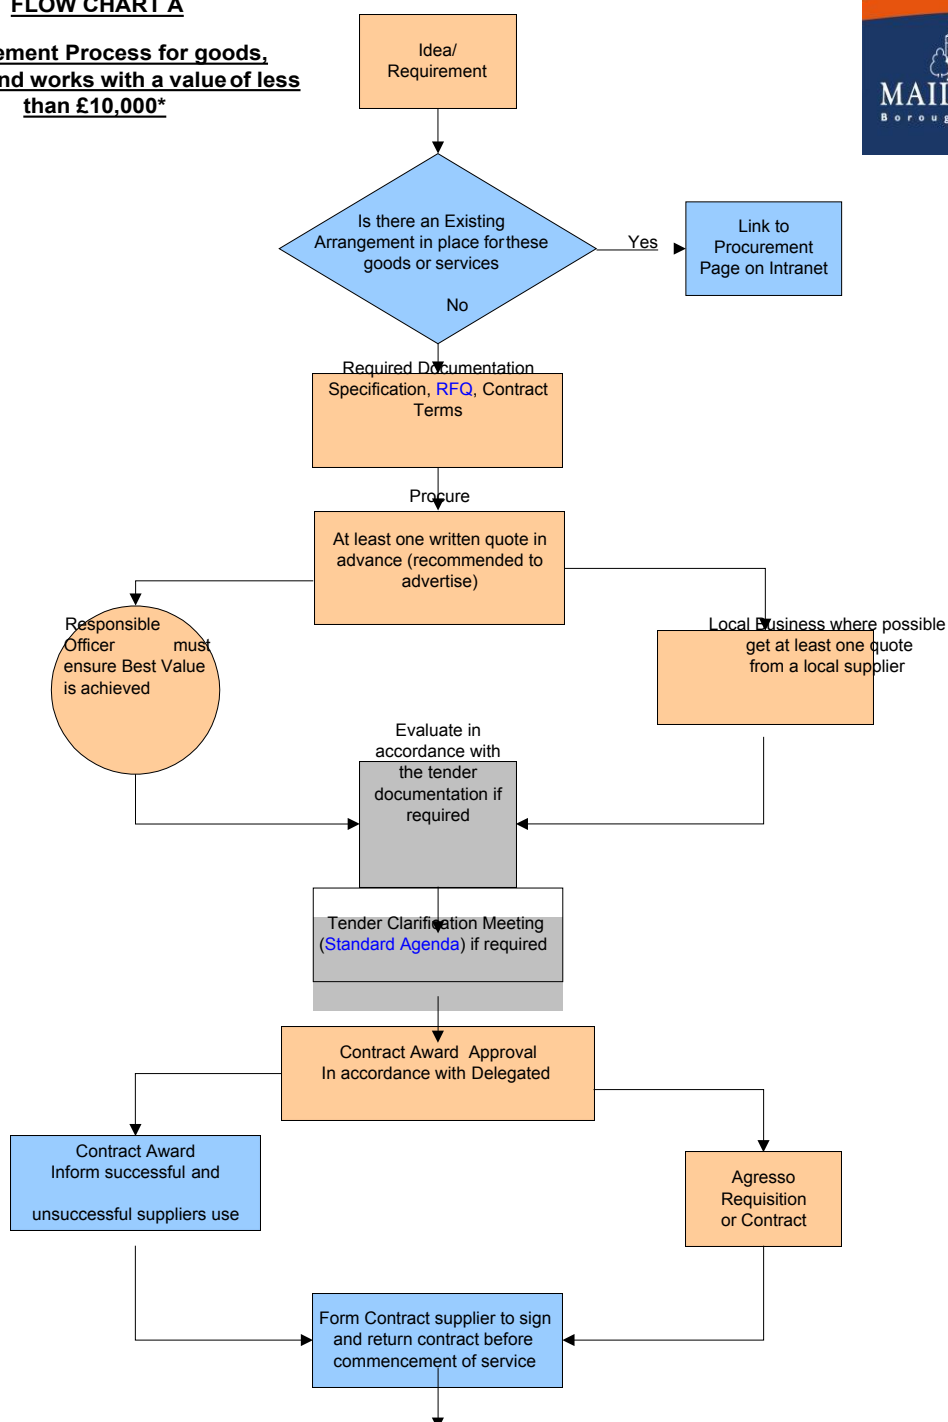 FLOW CHART A
ement Process for goods,
nd works with a value of less
than £10,000*
MAID
Boroug
Idea/
Requirement
Is there an Existing
Arrangement in place for these
goods or services
Yes
No
Link to
Procurement
Page on Intranet
Required Documentation
Specification, RFQ, Contract
Terms
Procure
At least one written quote in
advance (recommended to
advertise)
Responsible
Officer must
ensure Best Value
is achieved
Local Business where possible
get at least one quote
from a local supplier
Evaluate in
accordance with
the tender
documentation if
required
Tender Clarification Meeting
(Standard Agenda) if required
Contract Award Approval
In accordance with Delegated
Contract Award
Inform successful and
unsuccessful suppliers use
Agresso
Requisition
or Contract
Form Contract supplier to sign
and return contract before
commencement of service